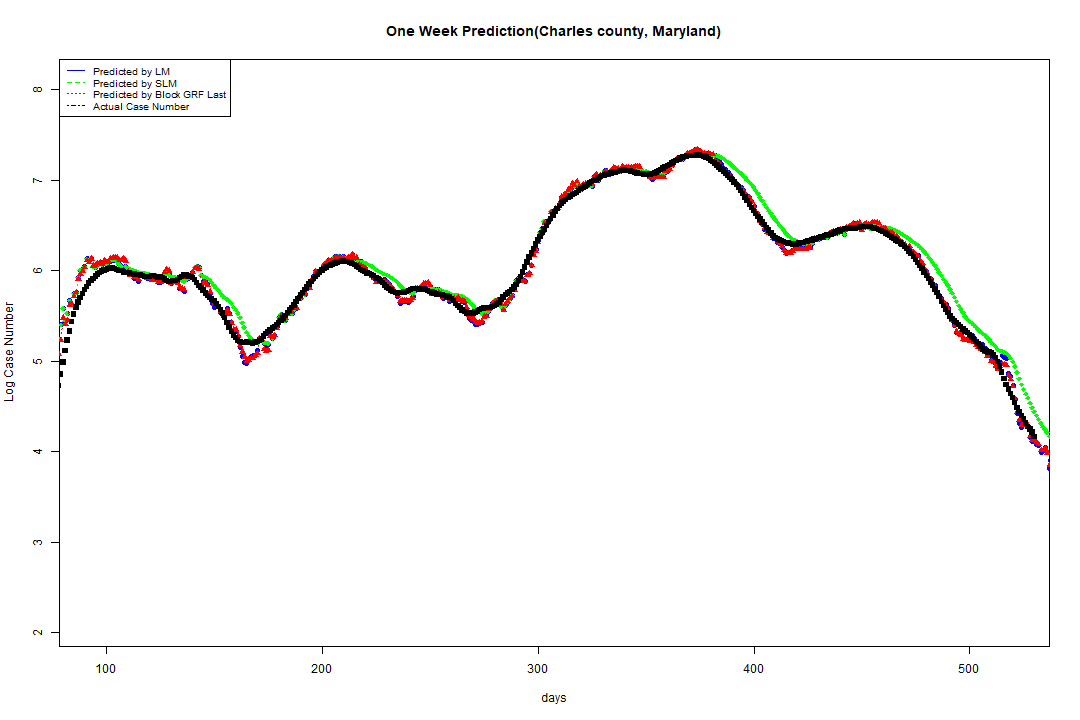 One Week Prediction(Charles county, Maryland)
Predicted by LM
Predicted by SLM
Predicted by Block GRF Last
Actual Case Number
8
7
6
5
4
3
2
Log Case Number
100
200
300
400
500
days